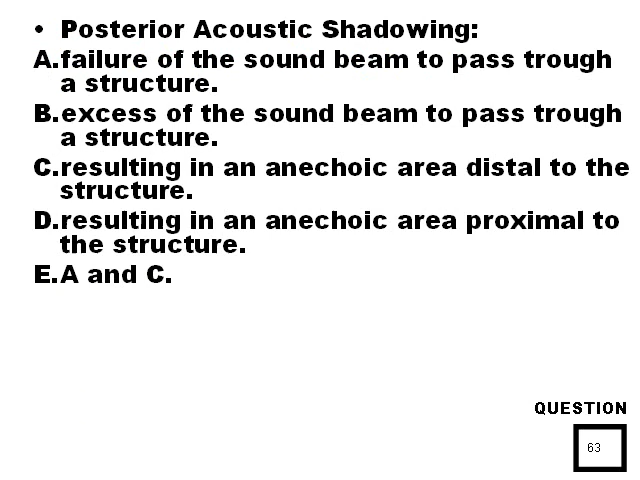 • Posterior Acoustic Shadowing:
A.failure of the sound beam to pass trough
a structure.
B.excess of the sound beam to pass trough
a structure.
C.resulting in an anechoic area distal to the
structure.
D.resulting in an anechoic area proximal to
the structure.
E.A and C.
QUESTION
63